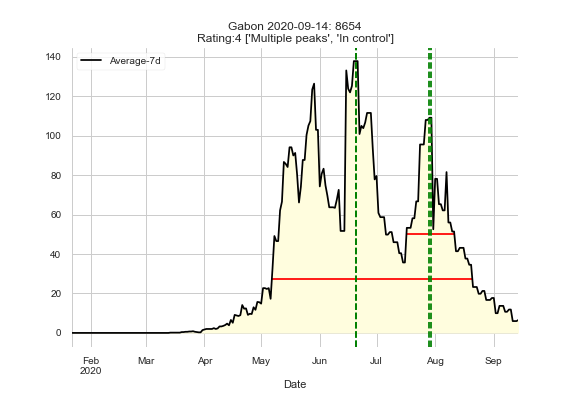 Gabon 2020-09-14: 8654
Rating:4 ['Multiple peaks', 'In control']
Average-7d
140
120
100
80
60
40
20
0
Feb Mar Apr May Jun Jul Aug Sep
2020
Date